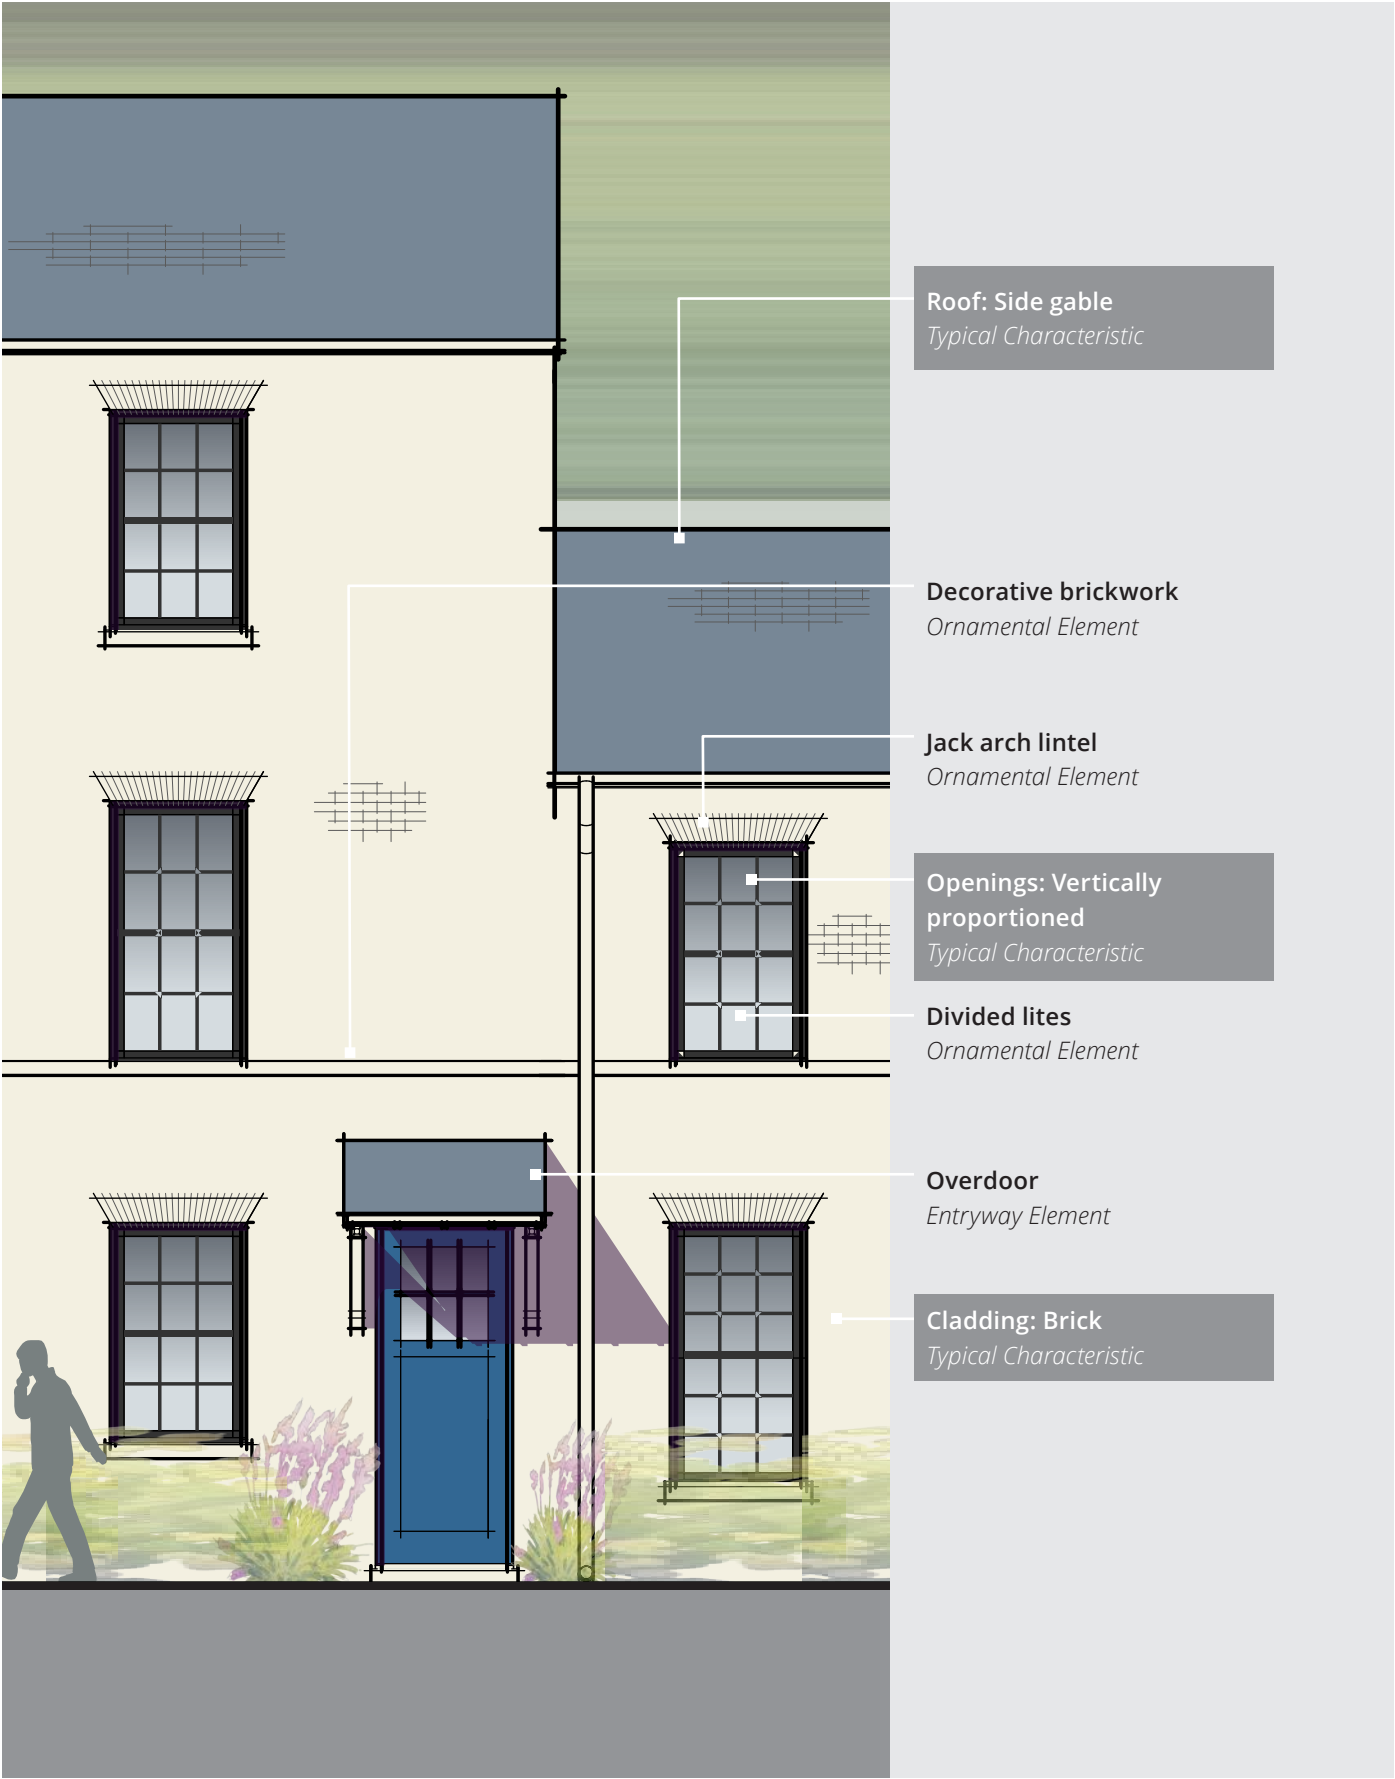 Roof: Side gable
Typical Characteristic
Decorative brickwork
Ornamental Element
Jack arch lintel
Ornamental Element
Openings: Vertically
proportioned
Typical Characteristic
Divided lites
Ornamental Element
Overdoor
Entryway Element
Cladding: Brick
Typical Characteristic